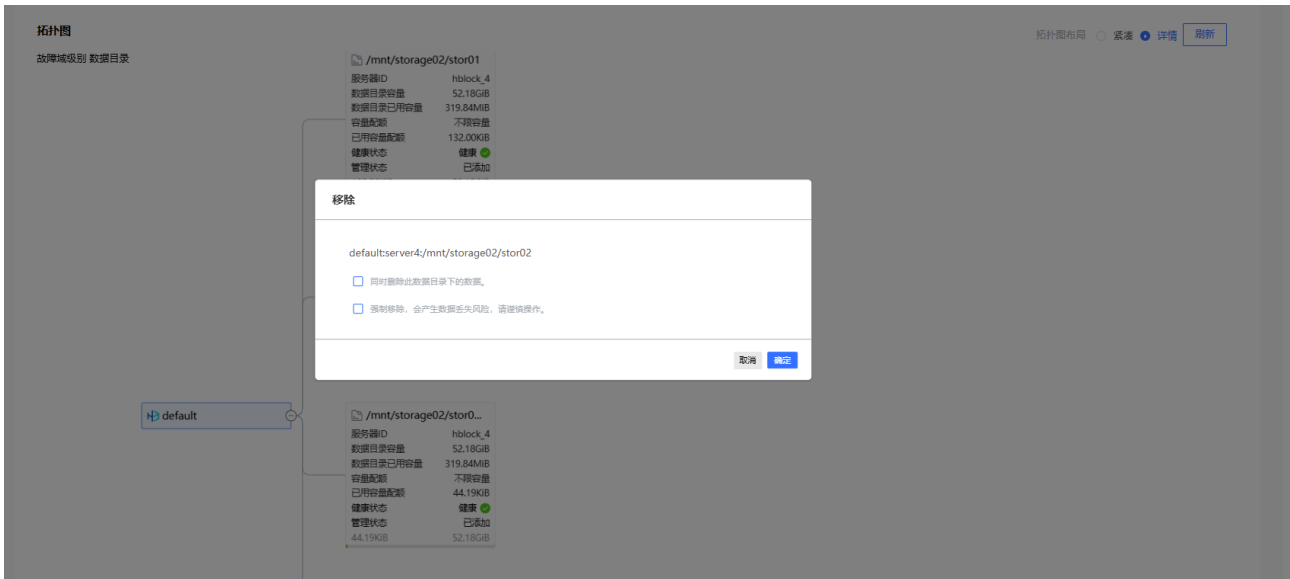 拓扑图
拓扑图布局 紧凑 详情 刷新
故障域级别 数据目录
/mnt/storage02/stor01
服务器ID hblock_4
数据目录容量 52.18GiB
数据目录已用容量 319.84MiB
容量配额 不限容量
已用容量配额 132.00KiB
健康状态 健康
管理状态 已添加
移除
default:server4:/mnt/storage02/stor02
同时删除此数据目录下的数据。
强制移除，会产生数据丢失风险，请谨慎操作。
取消 确定
default
/mnt/storage02/stor0...
服务器ID hblock_4
数据目录容量 52.18GiB
数据目录已用容量 319.84MiB
容量配额 不限容量
已用容量配额 44.19KiB
健康状态 健康
管理状态 已添加
44.19KiB 52.18GiB